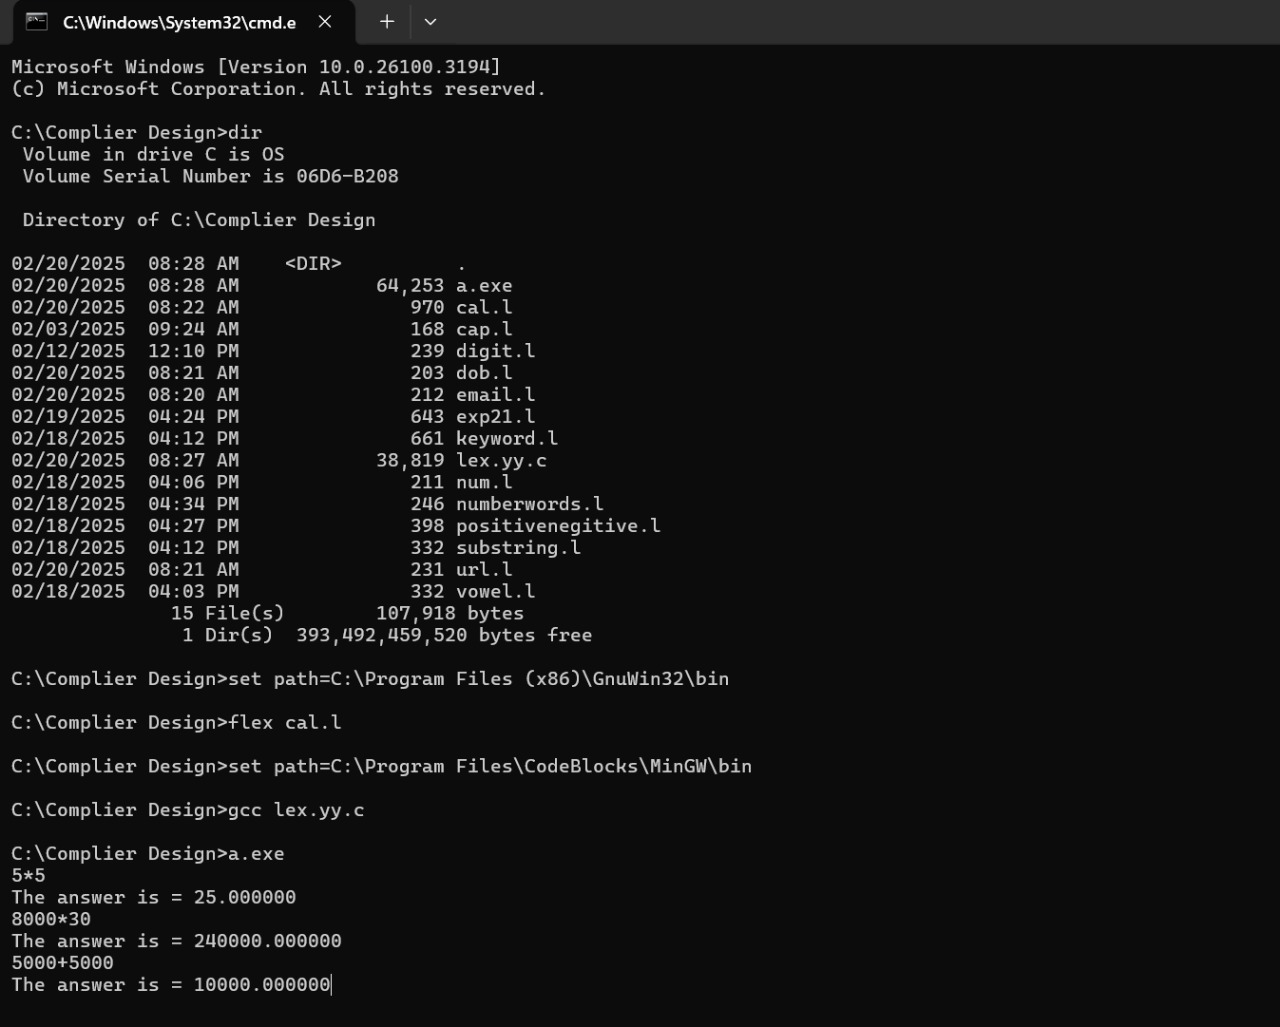 C:\Windows\System32\cmd.e
Microsoft Windows [Version 10.0.26100.3194]
(c) Microsoft Corporation. All rights reserved.
C:\Complier Design>dir
Volume in drive C is OS
Volume Serial Number is 06D6-B208
Directory of C:\Complier Design
02/20/2025  08:28 AM    <DIR>          .
02/20/2025  08:28 AM            64,253 a.exe
02/20/2025  08:22 AM               970 cal.l
02/03/2025  09:24 AM               168 cap.l
02/12/2025  12:10 PM               239 digit.l
02/20/2025  08:21 AM               203 dob.l
02/20/2025  08:20 AM               212 email.l
02/19/2025  04:24 PM               643 exp21.l
02/18/2025  04:12 PM               661 keyword.l
02/20/2025  08:27 AM            38,819 lex.yy.c
02/18/2025  04:06 PM               211 num.l
02/18/2025  04:34 PM               246 numberwords.l
02/18/2025  04:27 PM               398 positivenegitive.l
02/18/2025  04:12 PM               332 substring.l
02/20/2025  08:21 AM               231 url.l
02/18/2025  04:03 PM               332 vowel.l
15 File(s)        107,918 bytes
1 Dir(s)  393,492,459,520 bytes free
C:\Complier Design>set path=C:\Program Files (x86)\GnuWin32\bin
C:\Complier Design>flex cal.l
C:\Complier Design>set path=C:\Program Files\CodeBlocks\MinGW\bin
C:\Complier Design>gcc lex.yy.c
C:\Complier Design>a.exe
5*5
The answer is = 25.000000
8000*30
The answer is = 240000.000000
5000+5000
The answer is = 10000.000000